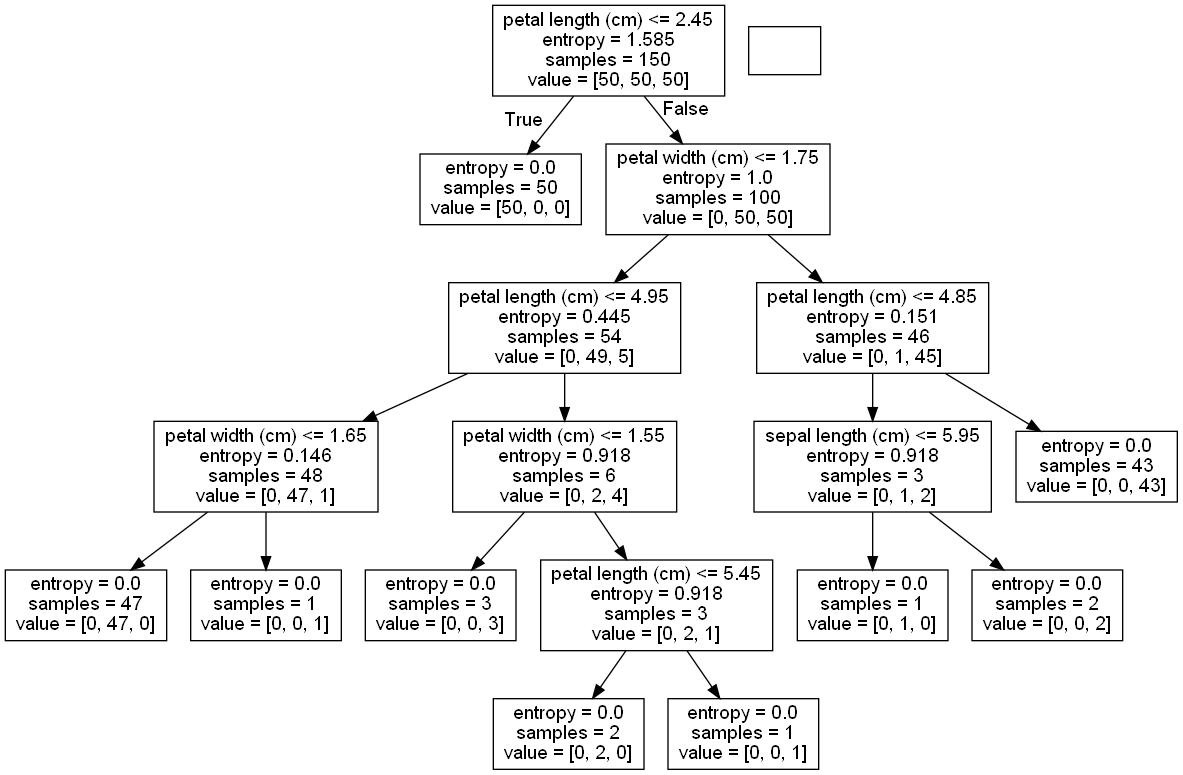 petal length (cm) <= 2.45
entropy = 1.585
samples = 150
value = [50, 50, 50]
True
False
entropy = 0.0
samples = 50
value = [50, 0, 0]
petal width (cm) <= 1.75
entropy = 1.0
samples = 100
value = [0, 50, 50]
petal length (cm) <= 4.95
entropy = 0.445
samples = 54
value = [0, 49, 5]
petal length (cm) <= 4.85
entropy = 0.151
samples = 46
value = [0, 1, 45]
petal width (cm) <= 1.65
entropy = 0.146
samples = 48
value = [0, 47, 1]
petal width (cm) <= 1.55
entropy = 0.918
samples = 6
value = [0, 2, 4]
sepal length (cm) <= 5.95
entropy = 0.918
samples = 3
value = [0, 1, 2]
entropy = 0.0
samples = 43
value = [0, 0, 43]
entropy = 0.0
samples = 47
value = [0, 47, 0]
entropy = 0.0
samples = 1
value = [0, 0, 1]
entropy = 0.0
samples = 3
value = [0, 0, 3]
petal length (cm) <= 5.45
entropy = 0.918
samples = 3
value = [0, 2, 1]
entropy = 0.0
samples = 1
value = [0, 1, 0]
entropy = 0.0
samples = 2
value = [0, 0, 2]
entropy = 0.0
samples = 2
value = [0, 2, 0]
entropy = 0.0
samples = 1
value = [0, 0, 1]